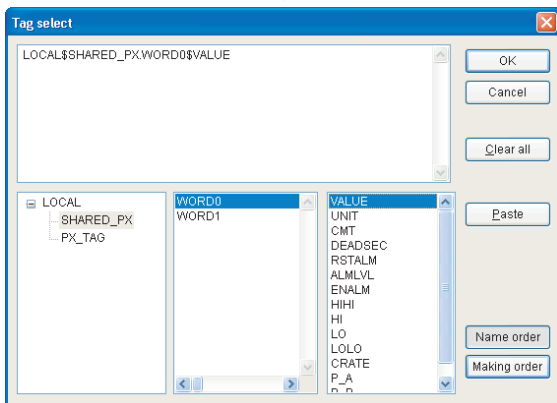 Tag select
LOCAL$SHARED_PX.WORD0$VALUE
OK
Cancel
Clear all
LOCAL
SHARED_PX
PX_TAG
WORD0
WORD1
VALUE
UNIT
CMT
DEADSEC
RSTALM
ALMLVL
ENALM
HIHI
HI
LO
LOLO
CRATE
P_A
Paste
Name order
Making order